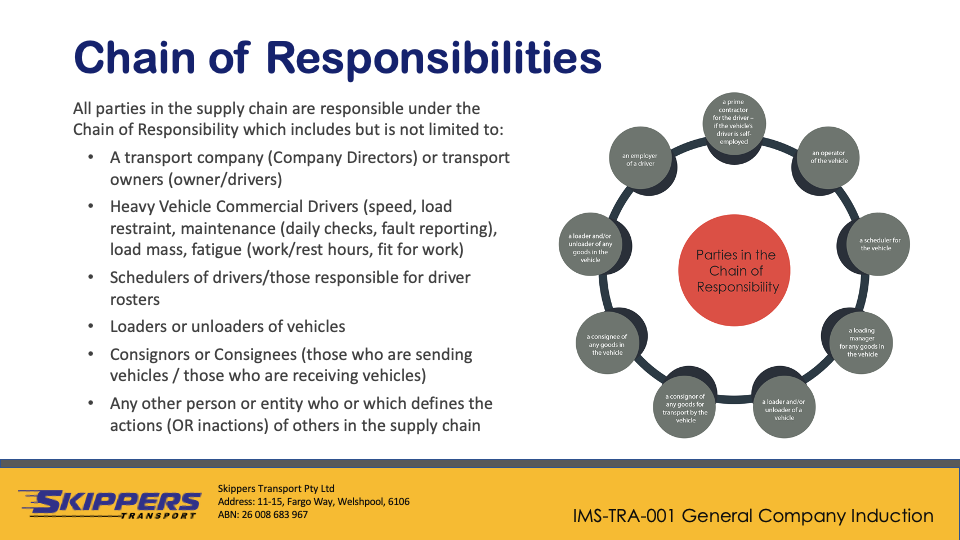 Chain of Responsibilities
All parties in the supply chain are responsible under the
Chain of Responsibility which includes but is not limited to:
• A transport company (Company Directors) or transport
owners (owner/drivers)
• Heavy Vehicle Commercial Drivers (speed, load
restraint, maintenance (daily checks, fault reporting),
load mass, fatigue (work/rest hours, fit for work)
• Schedulers of drivers/those responsible for driver
rosters
• Loaders or unloaders of vehicles
• Consignors or Consignees (those who are sending
vehicles / those who are receiving vehicles)
• Any other person or entity who or which defines the
actions (OR inactions) of others in the supply chain
a prime
contractor
for the driver –
if the vehicle's
driver is self-
employed
an operator
of the vehicle
a scheduler for
the vehicle
a loading
manager
for any goods in
the vehicle
a loader and/or
unloader of a
vehicle
a consignor of
any goods for
transport by the
vehicle
a consignee of
any goods in
the vehicle
a loader and/or
unloader of any
goods in the
vehicle
an employer
of a driver
Parties in the
Chain of
Responsibility
SKIPPERS
TRANSPORT
Skippers Transport Pty Ltd
Address: 11-15, Fargo Way, Welshpool, 6106
ABN: 26 008 683 967
IMS-TRA-001 General Company Induction